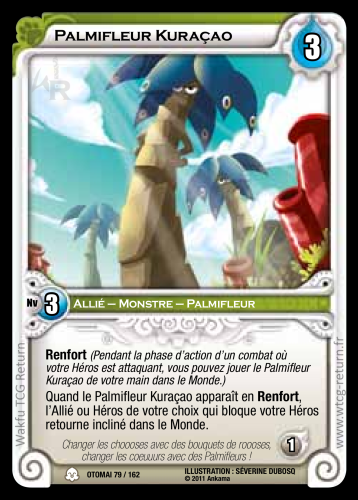 Palmifleur Kuraçao
3
Nv 3 Allié – Monstre – Palmifleur
Renfort (Pendant la phase d'action d'un combat où
votre Héros est attaquant, vous pouvez jouer le Palmifleur
Kuraçao de votre main dans le Monde.)
Quand le Palmifleur Kuraçao apparaît en Renfort,
l'Allié ou Héros de votre choix qui bloque votre Héros
retourne incliné dans le Monde.
Changer les choooses avec des bouquets de roooses,
changer les coeuuurs avec des Palmifleurs !
1
OTOMAI 79 / 162
ILLUSTRATION : SÉVERINE DUBOSQ
© 2011 Ankama
Wakfu TCG Return
www.wtcg-return.fr